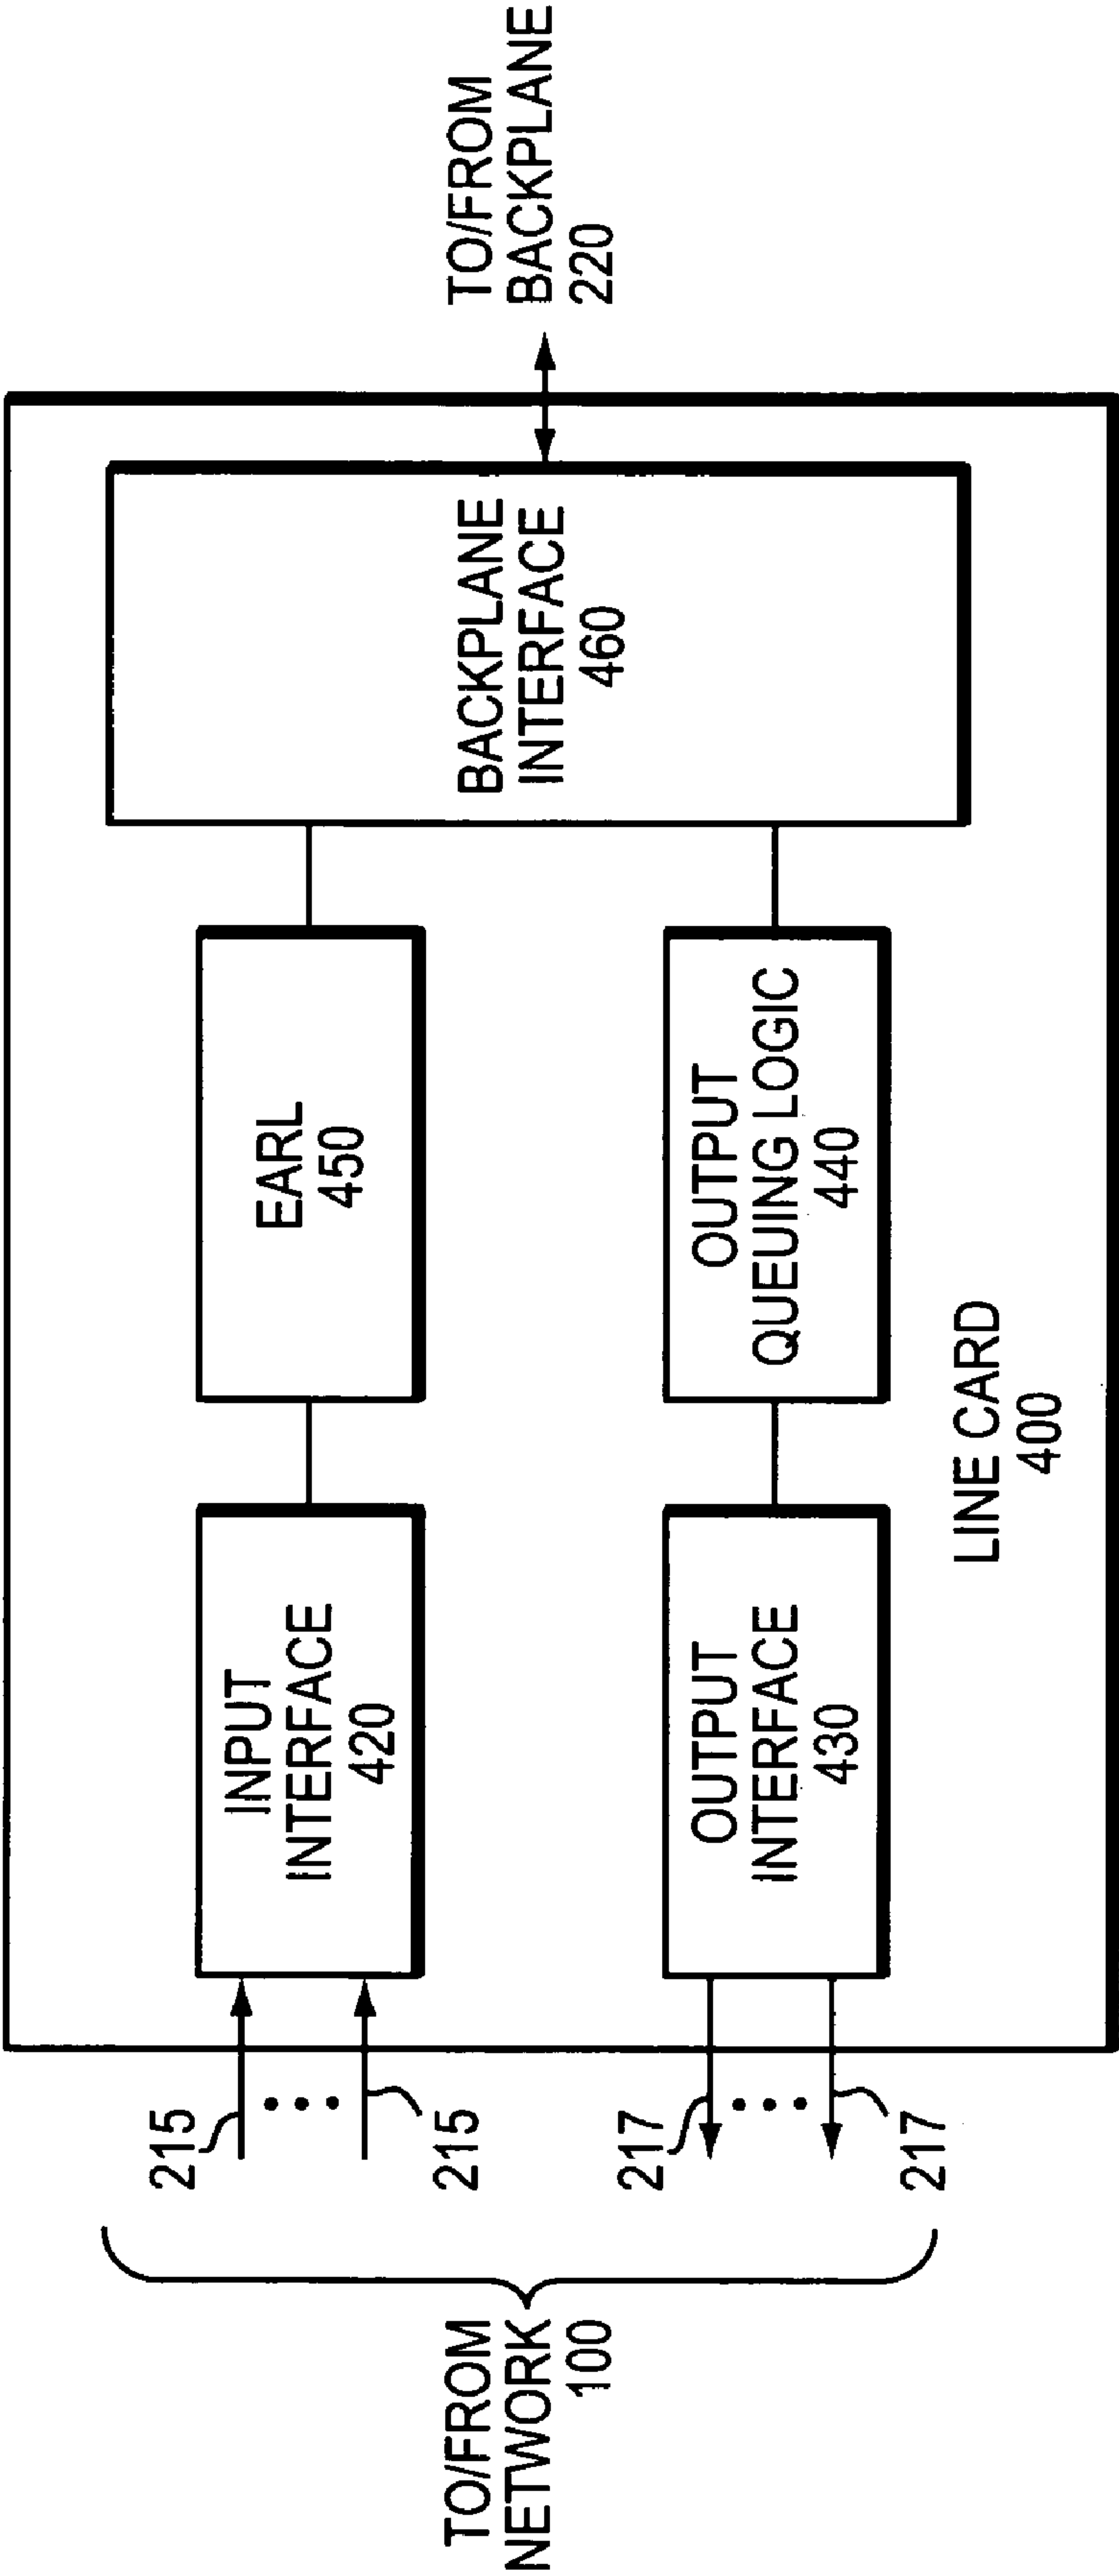 TO/FROM
NETWORK
100
215
215
217
217
INPUT
INTERFACE
420
EARL
450
OUTPUT
INTERFACE
430
OUTPUT
QUEUING LOGIC
440
BACKPLANE
INTERFACE
460
LINE CARD
400
TO/FROM
BACKPLANE
220